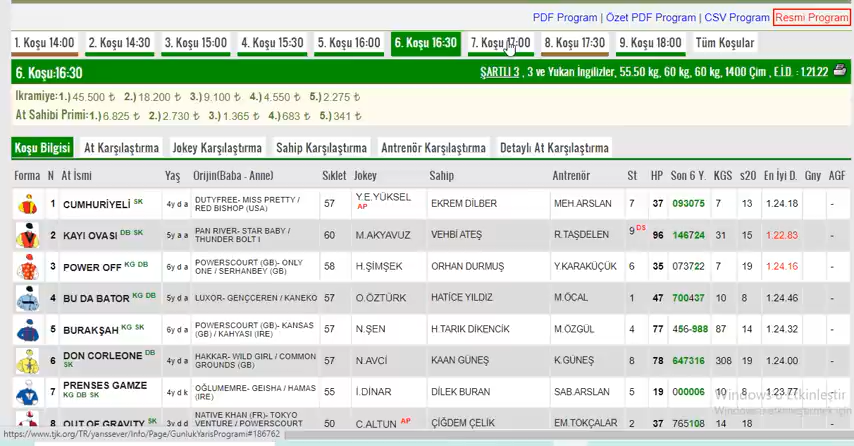 PDF Program | Özet PDF Program | CSV Program Resmi Program
1. Koşu 14:00 2. Koşu 14:30 3. Koşu 15:00 4. Koşu 15:30 5. Koşu 16:00 6. Koşu 16:30 7. Koşu 17:00 8. Koşu 17:30 9. Koşu 18:00 Tüm Koşular
6. Koşu:16:30 ŞARTLI 3 , 3 ve Yukarı İngilizler, 55.50 kg, 60 kg, 60 kg, 1400 Çim , E.İ.D. : 1.21.22
Ikramiye:1.) 45.500 ₺ 2.) 18.200 ₺ 3.) 9.100 ₺ 4.) 4.550 ₺ 5.) 2.275 ₺
At Sahibi Primi:1.) 6.825 ₺ 2.) 2.730 ₺ 3.) 1.365 ₺ 4.) 683 ₺ 5.) 341 ₺
Koşu Bilgisi At Karşılaştırma Jokey Karşılaştırma Sahip Karşılaştırma Antrenör Karşılaştırma Detaylı At Karşılaştırma
Forma N At İsmi Yaş Orijin(Baba - Anne) Sıklet Jokey Sahip Antrenör St HP Son 6 Y. KGS s20 En İyi D. Gny AGF
1 CUMHURİYELİ SK 4y d a DUTYFREE- MISS PRETTY / RED BISHOP (USA) 57 Y.E.YÜKSEL AP EKREM DİLBER MEH.ARSLAN 7 37 093075 7 13 1.24.18 -
2 KAYI OVASI DB SK 5y a a PAN RIVER- STAR BABY / THUNDER BOLT I 60 M.AKYAVUZ VEHBİ ATEŞ R.TAŞDELEN 9 DS 96 146724 31 15 1.22.83 -
3 POWER OFF KG DB 6y d a POWERSCOURT (GB)- ONLY ONE / SERHANBEY (GB) 58 H.ŞİMŞEK ORHAN DURMUŞ Y.KARAKÜÇÜK 6 35 073722 7 19 1.24.16 -
4 BU DA BATOR KG DB 5y d a LUXOR- GENÇCEREN / KANEKO 57 O.ÖZTÜRK HATİCE YILDIZ M.ÖCAL 1 47 700437 10 8 1.24.46 -
5 BURAKŞAH KG SK 6y d a POWERSCOURT (GB)- KANSAS (GB) / KAHYASI (IRE) 57 N.ŞEN H.TARIK DİKENCİK M.ÖZGÜL 4 77 456-988 87 14 1.24.32 -
6 DON CORLEONE DB SK 6y a a HAKKAR- WILD GIRL / COMMON GROUNDS (GB) 57 N.AVCİ KAAN GÜNEŞ K.GÜNEŞ 8 78 647316 308 19 1.24.00 -
7 PRENSES GAMZE KG DB SK 4y d k OĞLUMEMRE- GEISHA / HAMAS (IRE) 55 İ.DİNAR DİLEK BURAN SAB.ARSLAN 5 19 000006 10 8 1.23.77 -
8 OUT OF GRAVITY SK 3y d d NATIVE KHAN (FR)- TOKYO VENTURE / POWERSCOURT 50 C.ALTUN AP ÇİĞDEM ÇELİK EM.TOKÇALAR 2 37 765108 14 -
Windows'u Etkinleştir
https://www.tjk.org/TR/yarissever/Info/Page/GunlukYarisProgrami#186762